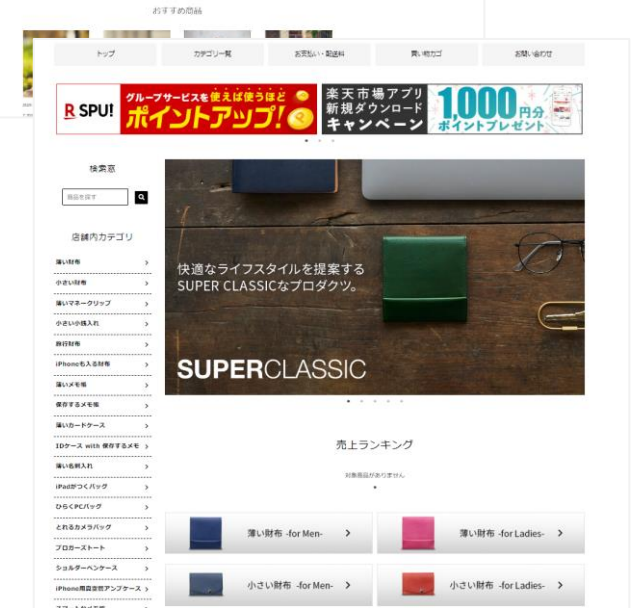 おすすめ商品
トップ
カテゴリ一覧
お支払い・配送料
買い物カゴ
お問い合わせ
R SPU!
グループサービスを使えば使うほど
ポイントアップ!
楽天市場アプリ
新規ダウンロード
キャンペーン
1,000円分
ポイントプレゼント
検索窓
商品を探す
店舗内カテゴリ
薄い財布
小さい財布
薄いマネークリップ
小さい小銭入れ
旅行財布
iPhoneも入る財布
薄いメモ帳
保存するメモ帳
薄いカードケース
IDケース with 保存するメモ
薄い名刺入れ
iPadがつくバッグ
ひらくPCバッグ
とれるカメラバッグ
ブロガーズトート
ショルダーペンケース
快適なライフスタイルを提案する
SUPER CLASSICなプロダクツ。
SUPERCLASSIC
売上ランキング
対象商品がありません
薄い財布 -for Men-
薄い財布 -for Ladies-
小さい財布 -for Men-
小さい財布 -for Ladies-